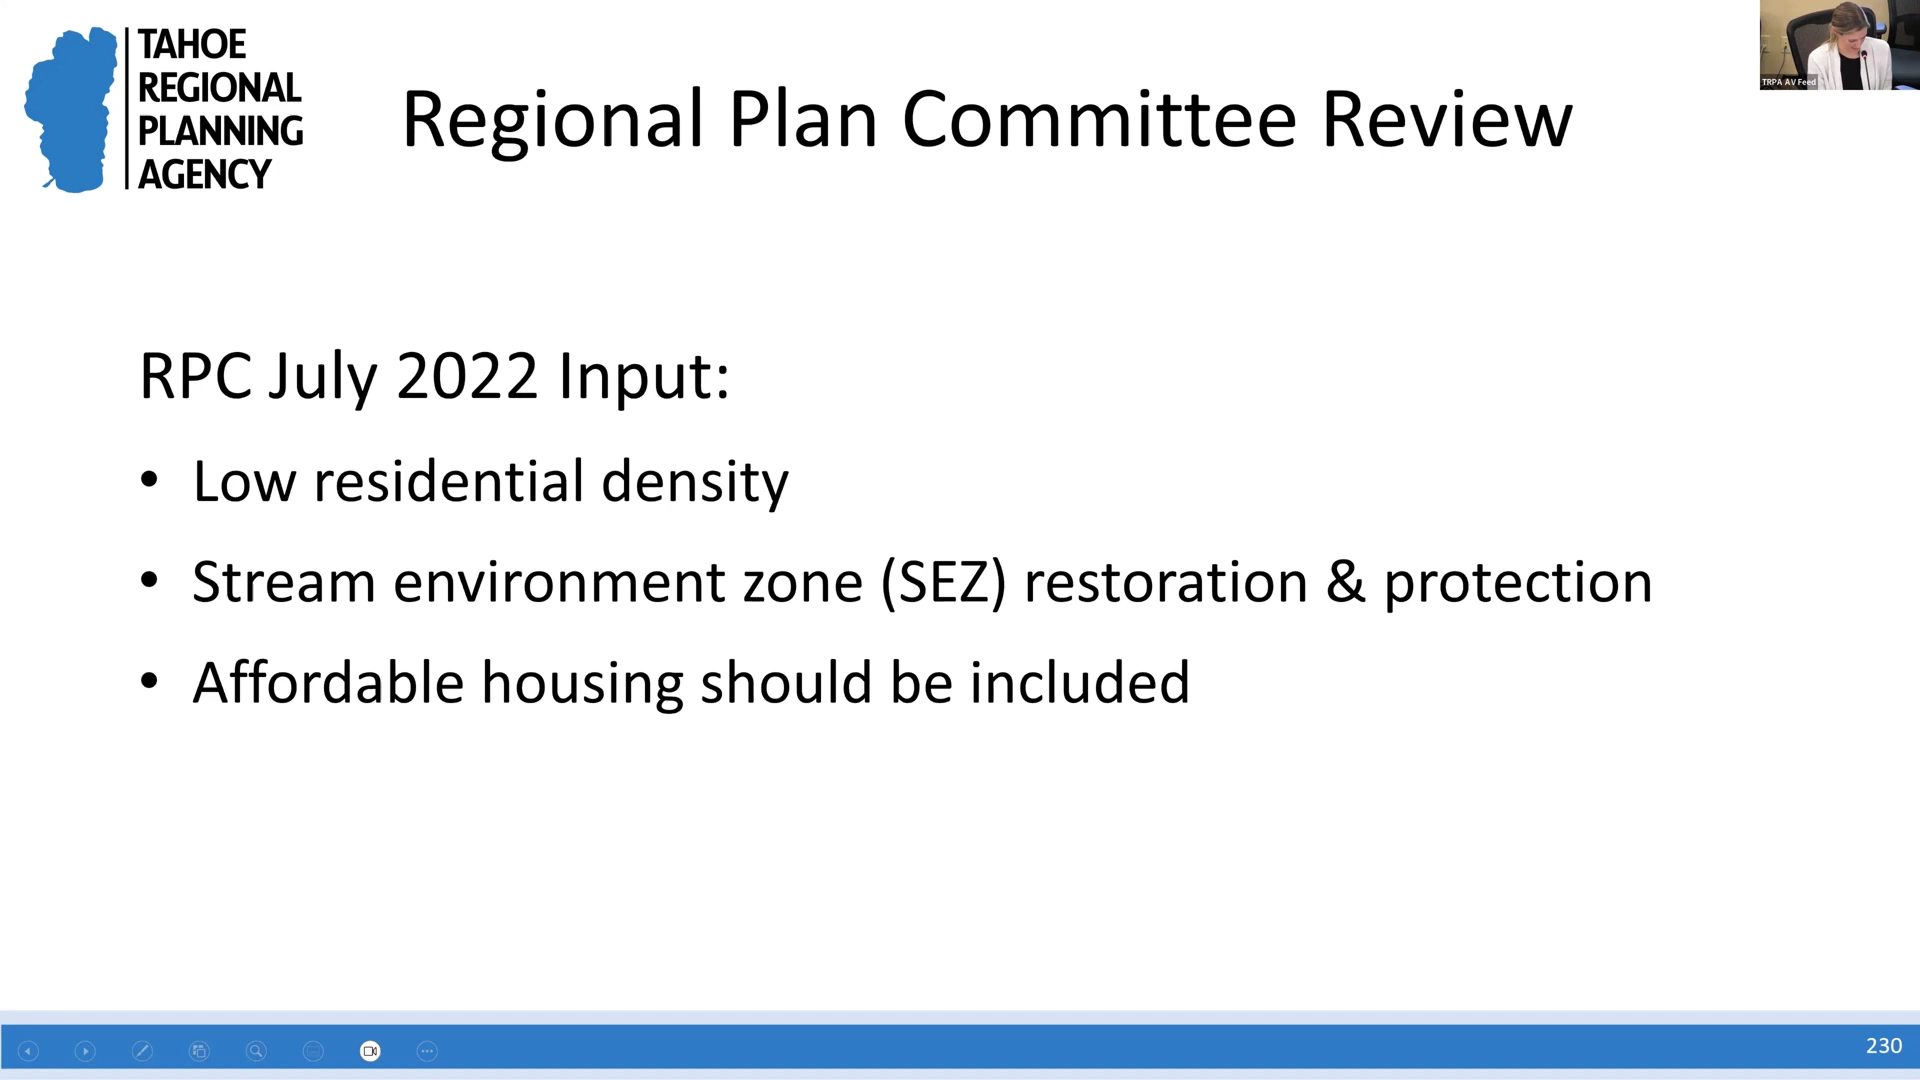 TAHOE
REGIONAL
PLANNING
AGENCY
Regional Plan Committee Review
TRPA AV Feed
RPC July 2022 Input:
• Low residential density
• Stream environment zone (SEZ) restoration & protection
• Affordable housing should be included
230